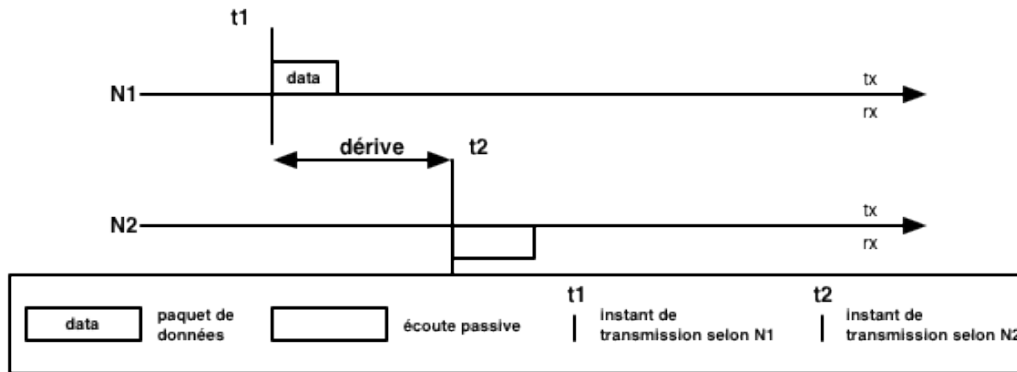 t1
data
N1
tx
rx
dérive
t2
N2
tx
rx
data
paquet de
données
écoute passive
t1
instant de
transmission selon N1
t2
instant de
transmission selon N2